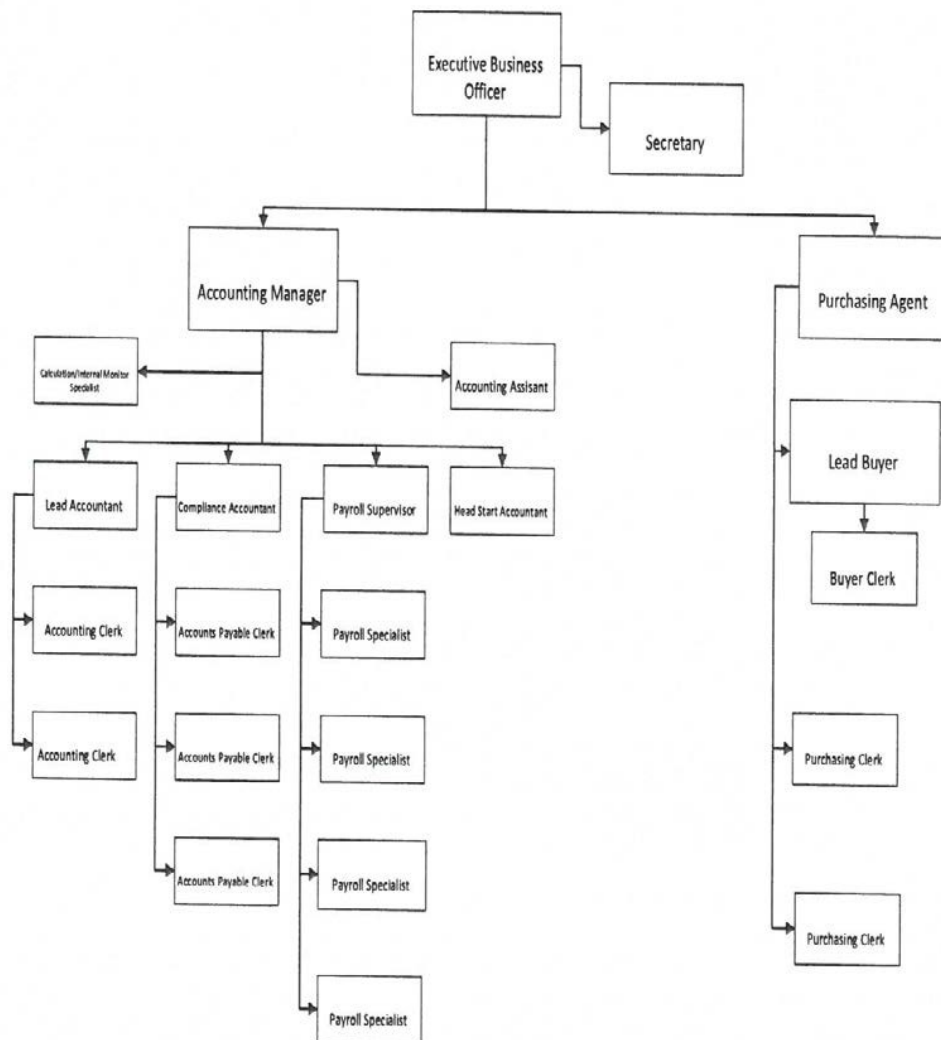 Executive Business
Officer
Secretary
Accounting Manager
Purchasing Agent
Calculation/Internal Monitor
Specialist
Accounting Assisant
Lead Buyer
Lead Accountant
Compliance Accountant
Payroll Supervisor
Head Start Accountant
Buyer Clerk
Accounting Clerk
Accounts Payable Clerk
Payroll Specialist
Accounting Clerk
Accounts Payable Clerk
Payroll Specialist
Purchasing Clerk
Accounts Payable Clerk
Payroll Specialist
Purchasing Clerk
Payroll Specialist